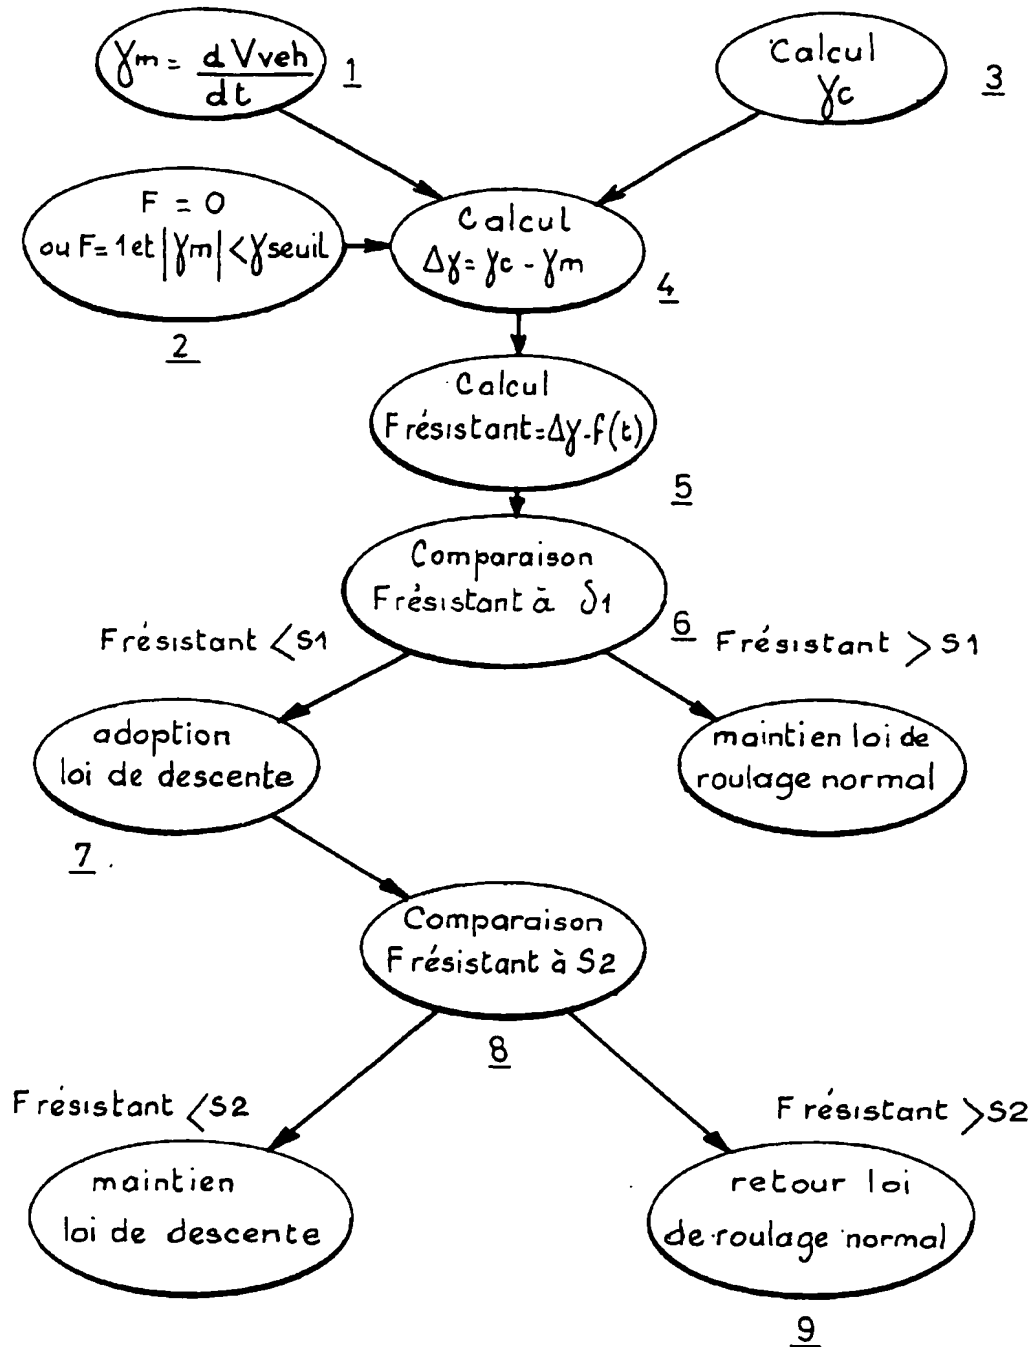 γm = dVveh/dt
1
Calcul
γc
3
F = 0
ou F=1 et |γm| < γseuil
2
Calcul
Δγ = γc - γm
4
Calcul
Frésistant=Δγ-f(t)
5
Comparaison
Frésistant à δ1
6
Frésistant < S1
Frésistant > S1
adoption
loi de descente
7
maintien loi de
roulage normal
Comparaison
Frésistant à S2
8
Frésistant < S2
Frésistant > S2
maintien
loi de descente
retour loi
de roulage normal
9